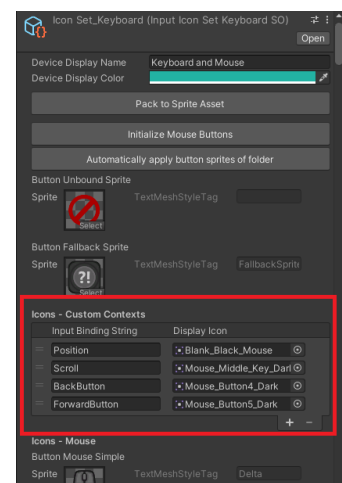 Icon Set_Keyboard (Input Icon Set Keyboard SO)
Open
Device Display Name Keyboard and Mouse
Device Display Color
Pack to Sprite Asset
Initialize Mouse Buttons
Automatically apply button sprites of folder
Button Unbound Sprite
Sprite TextMeshStyleTag
Select
Button Fallback Sprite
Sprite TextMeshStyleTag FallbackSprite
?!
Select
Icons - Custom Contexts
Input Binding String Display Icon
Position Blank_Black_Mouse
Scroll Mouse_Middle_Key_Darl
BackButton Mouse_Button4_Dark
ForwardButton Mouse_Button5_Dark
+ -
Icons - Mouse
Button Mouse Simple
Sprite TextMeshStyleTag Delta